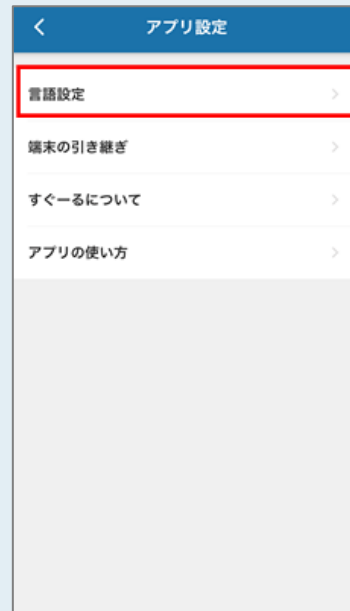 アプリ設定
言語設定
端末の引き継ぎ
すぐーるについて
アプリの使い方